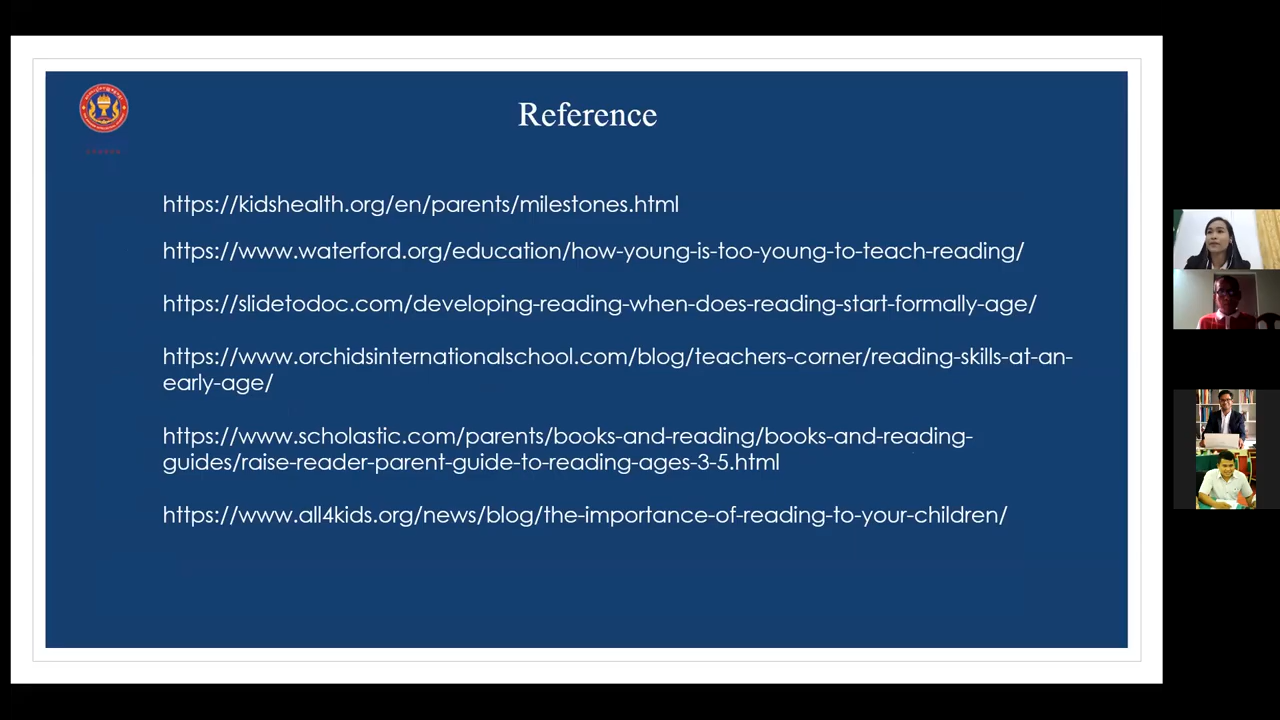 Reference
https://kidshealth.org/en/parents/milestones.html
https://www.waterford.org/education/how-young-is-too-young-to-teach-reading/
https://slidetodoc.com/developing-reading-when-does-reading-start-formally-age/
https://www.orchidsinternationalschool.com/blog/teachers-corner/reading-skills-at-an-
early-age/
https://www.scholastic.com/parents/books-and-reading/books-and-reading-
guides/raise-reader-parent-guide-to-reading-ages-3-5.html
https://www.all4kids.org/news/blog/the-importance-of-reading-to-your-children/